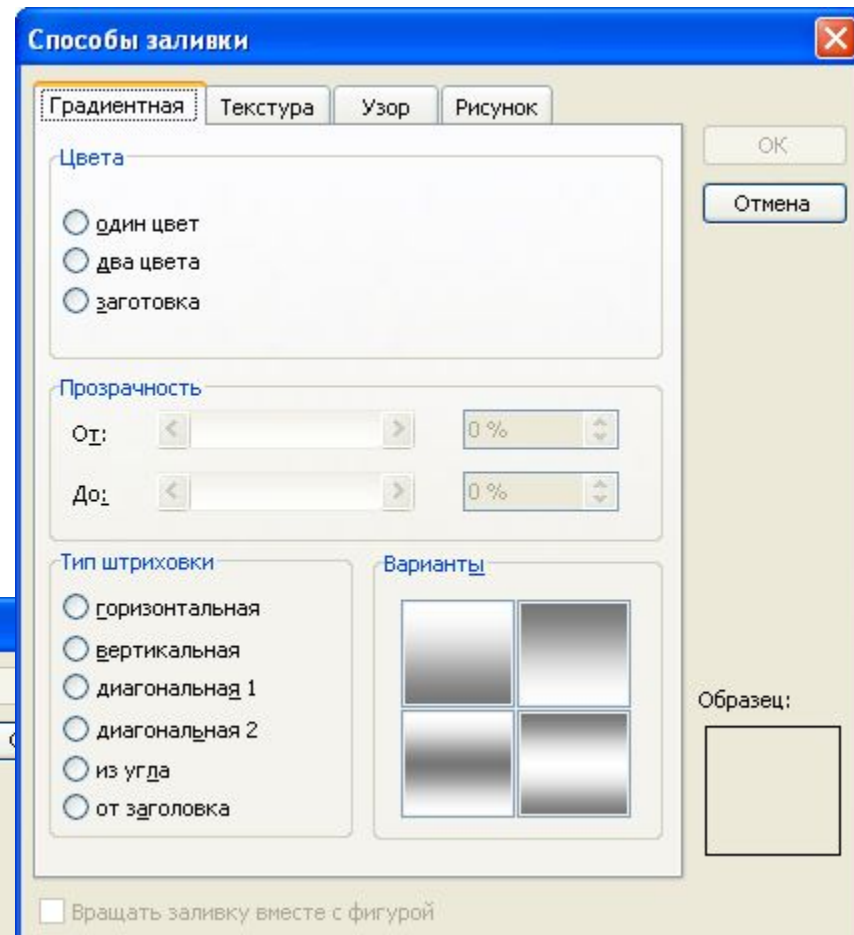 Способы заливки
Градиентная Текстура Узор Рисунок
ОК
Отмена
Цвета
один цвет
два цвета
заготовка
Прозрачность
От: 0 %
До: 0 %
Тип штриховки
горизонтальная
вертикальная
диагональная 1
диагональная 2
из угла
от заголовка
Варианты
Образец:
Вращать заливку вместе с фигурой